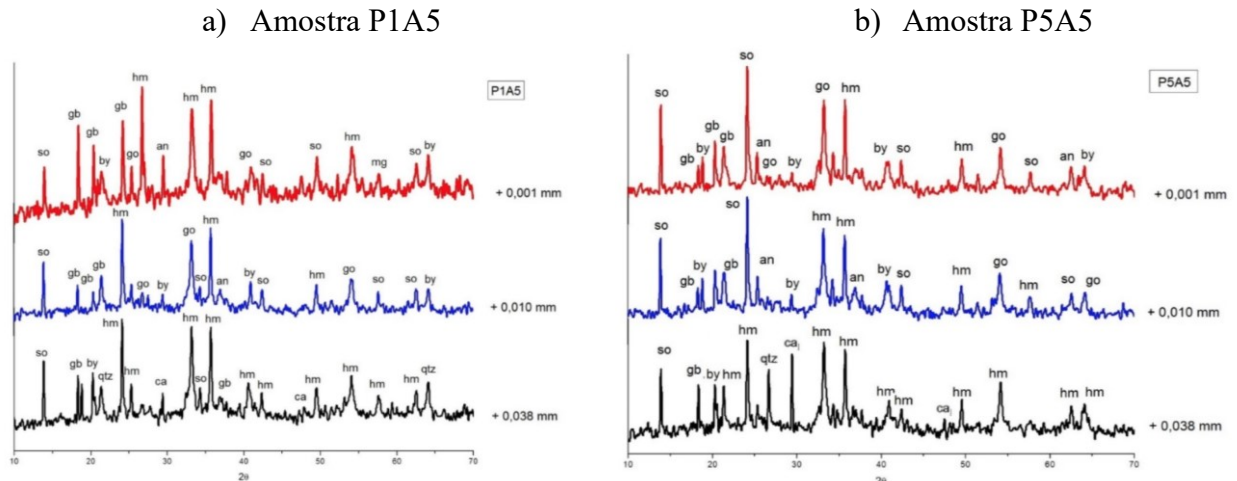 a) Amostra P1A5
P1A5
so
gb
gb
by
gb
go
hm
an
hm
hm
go
so
so
hm
mg
so
by
+ 0,001 mm
so
gb
gb
gb
hm
go
by
go
so
hm
an
by
so
hm
go
so
so
by
+ 0,010 mm
so
gb
by
qtz
hm
hm
ca
hm
so
hm
gb
hm
hm
ca
hm
hm
hm
hm
qtz
+ 0,038 mm
10 20 30 40 50 60 70
2θ
b) Amostra P5A5
P5A5
so
gb
by
gb
gb
so
an
go
by
go
hm
by
so
hm
go
so
an
by
+ 0,001 mm
so
gb
by
gb
so
an
by
hm
hm
an
by
so
hm
go
hm
so
go
+ 0,010 mm
so
gb
by
hm
hm
qtz
ca
hm
hm
hm
hm
ca
hm
hm
hm
hm
+ 0,038 mm
10 20 30 40 50 60 70
2θ